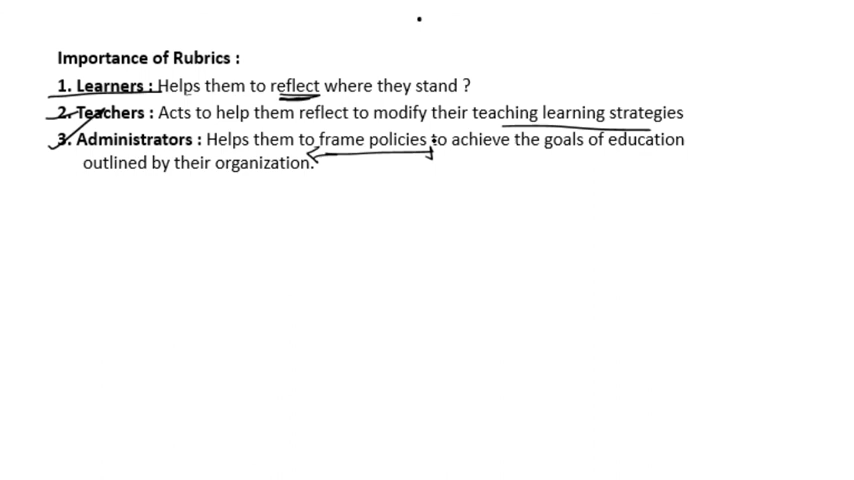 Importance of Rubrics :
1. Learners : Helps them to reflect where they stand ?
2. Teachers : Acts to help them reflect to modify their teaching learning strategies
3. Administrators : Helps them to frame policies to achieve the goals of education
outlined by their organization.